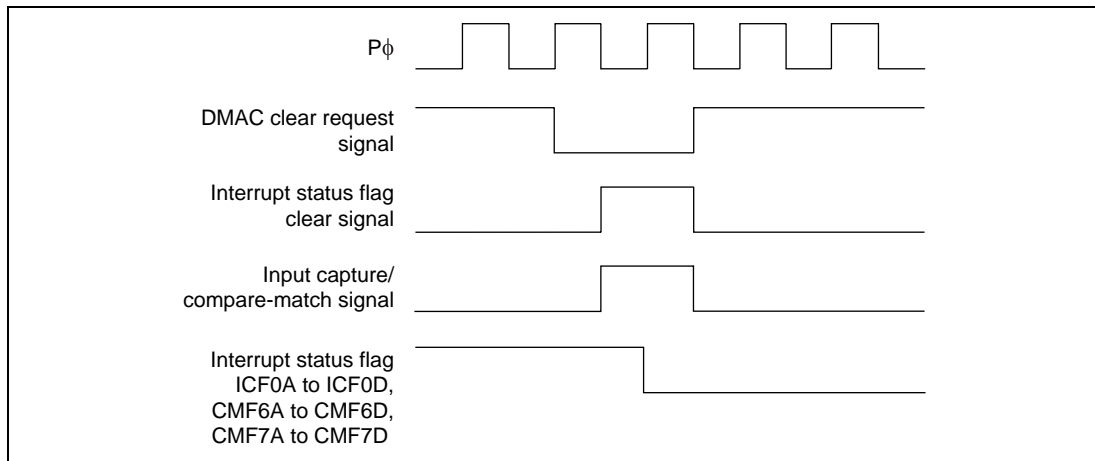 Pϕ
DMAC clear request
signal
Interrupt status flag
clear signal
Input capture/
compare-match signal
Interrupt status flag
ICF0A to ICF0D,
CMF6A to CMF6D,
CMF7A to CMF7D